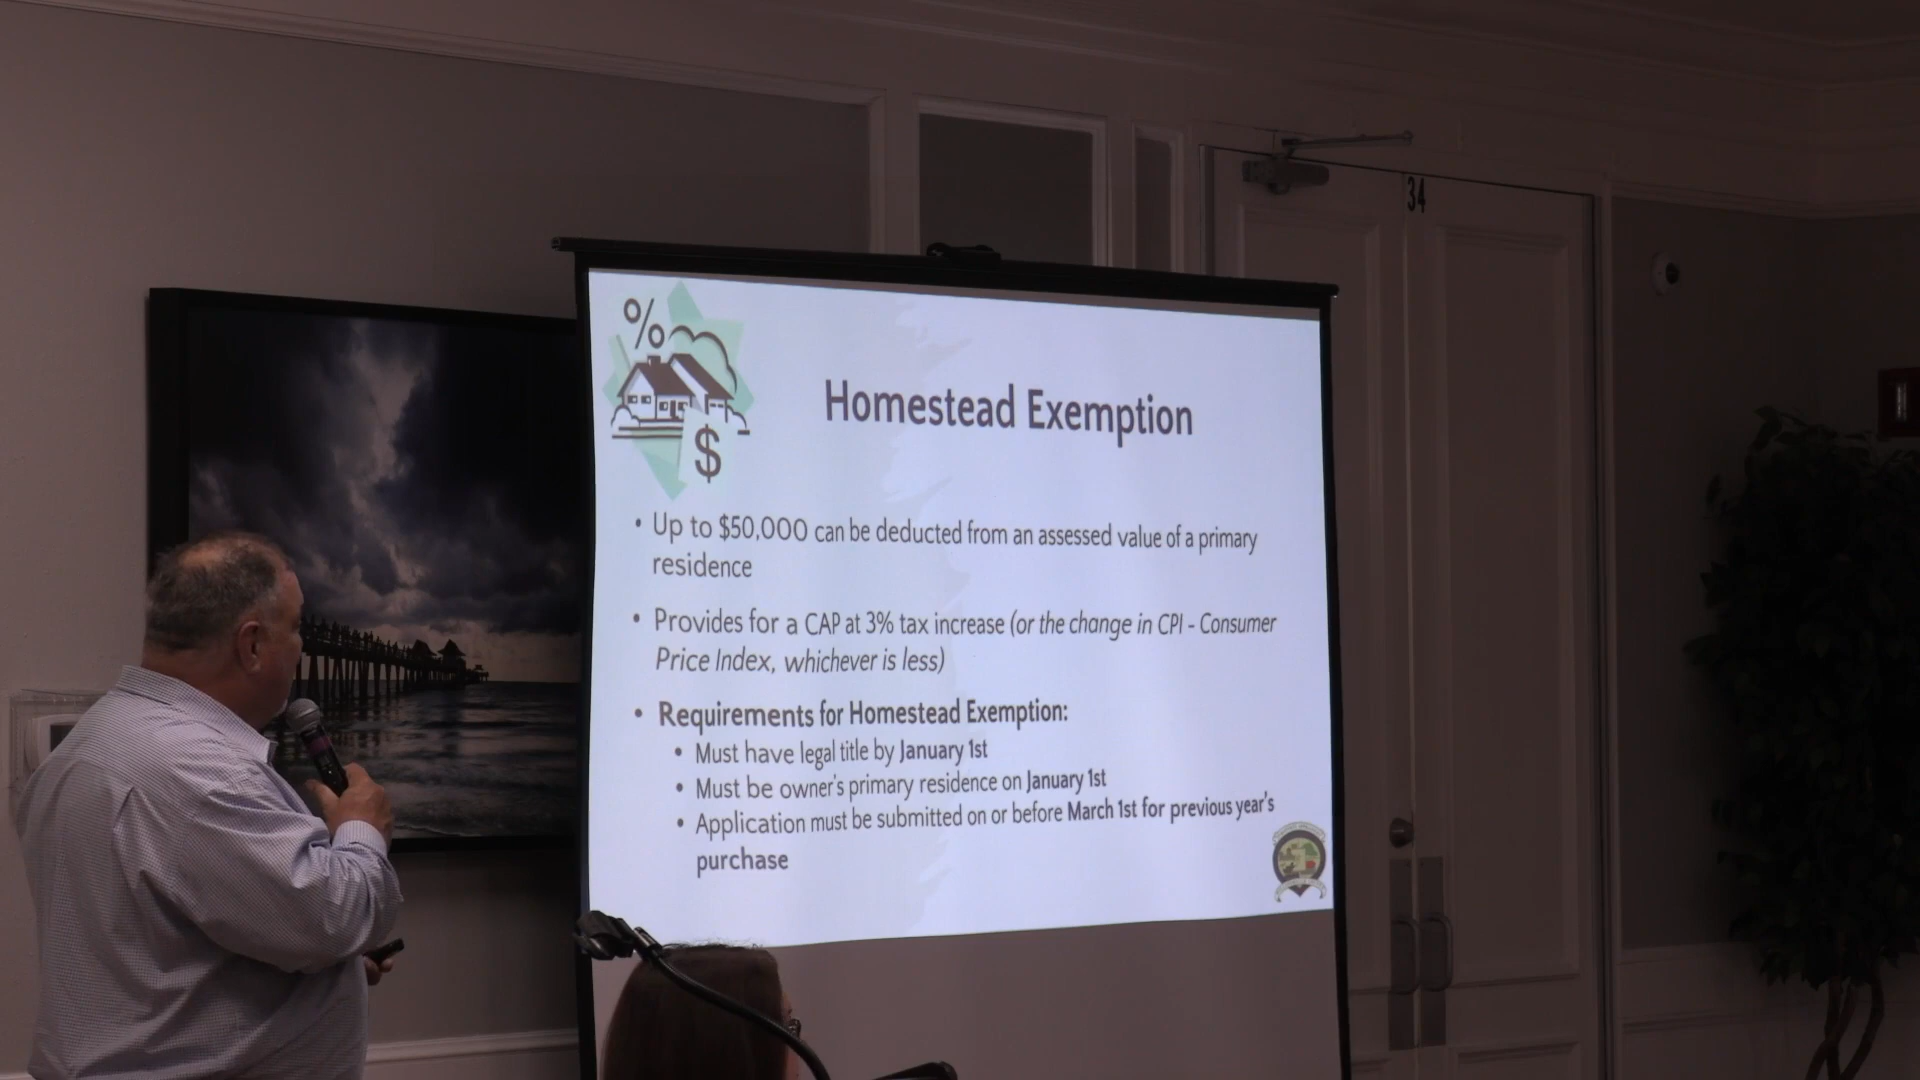 34
%
$
Homestead Exemption
• Up to $50,000 can be deducted from an assessed value of a primary
residence
• Provides for a CAP at 3% tax increase (or the change in CPI - Consumer
Price Index, whichever is less)
• Requirements for Homestead Exemption:
• Must have legal title by January 1st
• Must be owner's primary residence on January 1st
• Application must be submitted on or before March 1st for previous year's
purchase